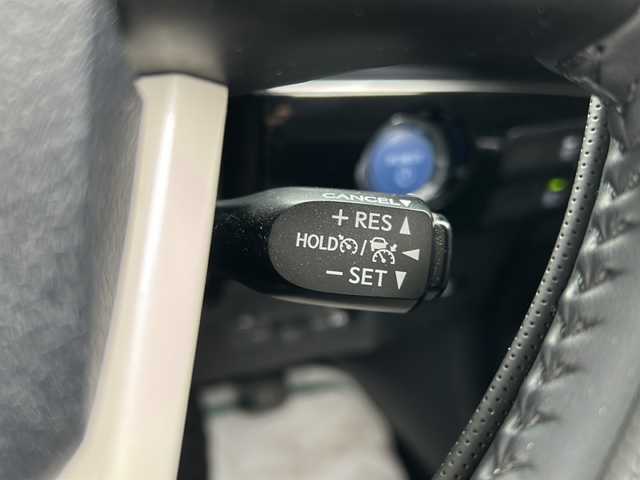 CANCEL▼
+ RES ▲
HOLD / ◀
− SET ▼